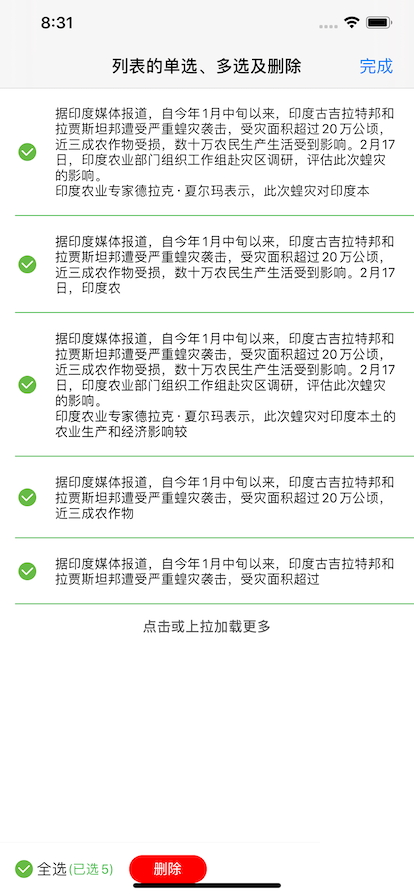 8:31
列表的单选、多选及删除
完成
据印度媒体报道，自今年1月中旬以来，印度古吉拉特邦和
拉贾斯坦邦遭受严重蝗灾袭击，受灾面积超过20万公顷，
近三成农作物受损，数十万农民生产生活受到影响。2月17
日，印度农业部门组织工作组赴灾区调研，评估此次蝗灾
的影响。
印度农业专家德拉克·夏尔玛表示，此次蝗灾对印度本
据印度媒体报道，自今年1月中旬以来，印度古吉拉特邦和
拉贾斯坦邦遭受严重蝗灾袭击，受灾面积超过20万公顷，
近三成农作物受损，数十万农民生产生活受到影响。2月17
日，印度农
据印度媒体报道，自今年1月中旬以来，印度古吉拉特邦和
拉贾斯坦邦遭受严重蝗灾袭击，受灾面积超过20万公顷，
近三成农作物受损，数十万农民生产生活受到影响。2月17
日，印度农业部门组织工作组赴灾区调研，评估此次蝗灾
的影响。
印度农业专家德拉克·夏尔玛表示，此次蝗灾对印度本土的
农业生产和经济影响较
据印度媒体报道，自今年1月中旬以来，印度古吉拉特邦和
拉贾斯坦邦遭受严重蝗灾袭击，受灾面积超过20万公顷，
近三成农作物
据印度媒体报道，自今年1月中旬以来，印度古吉拉特邦和
拉贾斯坦邦遭受严重蝗灾袭击，受灾面积超过
点击或上拉加载更多
全选(已选5)
删除